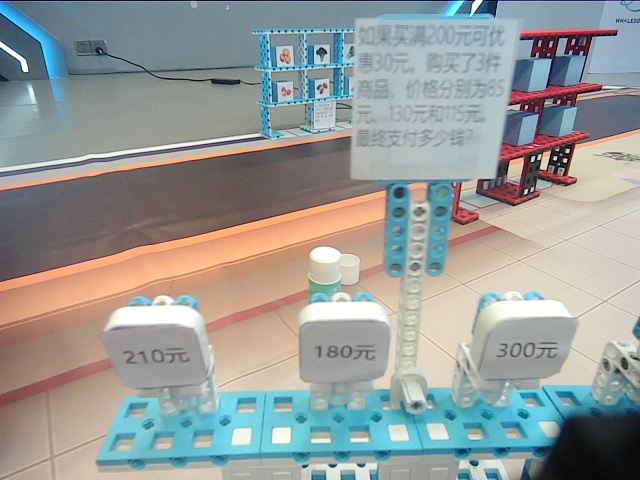 如果买满200元可优
惠30元。购买了3件
商品，价格分别为85
元、130元和115元。
最终支付多少钱?
210元
180元
300元